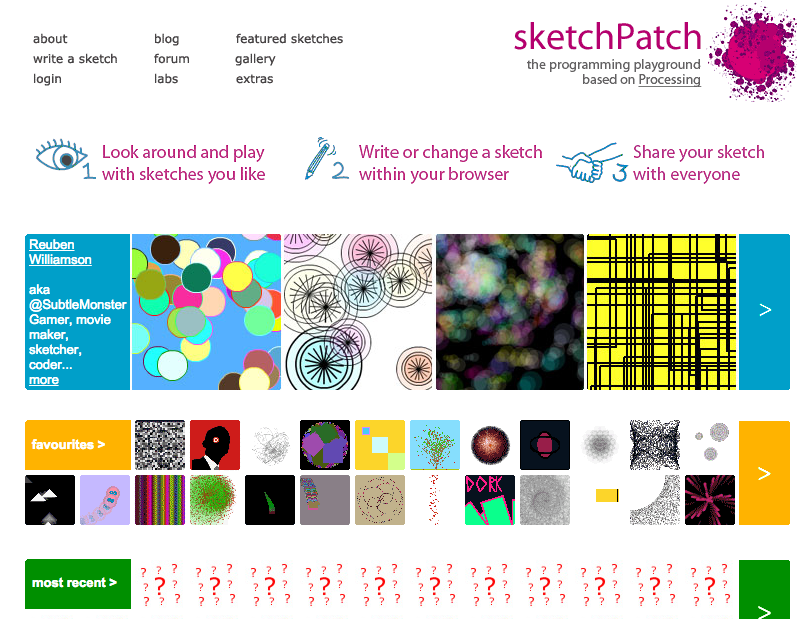 about
blog
featured sketches
write a sketch
forum
gallery
login
labs
extras
sketchPatch
the programming playground
based on Processing
1
Look around and play
with sketches you like
2
Write or change a sketch
within your browser
3
Share your sketch
with everyone
Reuben
Williamson
aka
@SubtleMonster
Gamer, movie
maker,
sketcher,
coder...
more
>
favourites >
DORK
>
most recent >
? ? ? ? ? ? ? ? ? ? ?
>